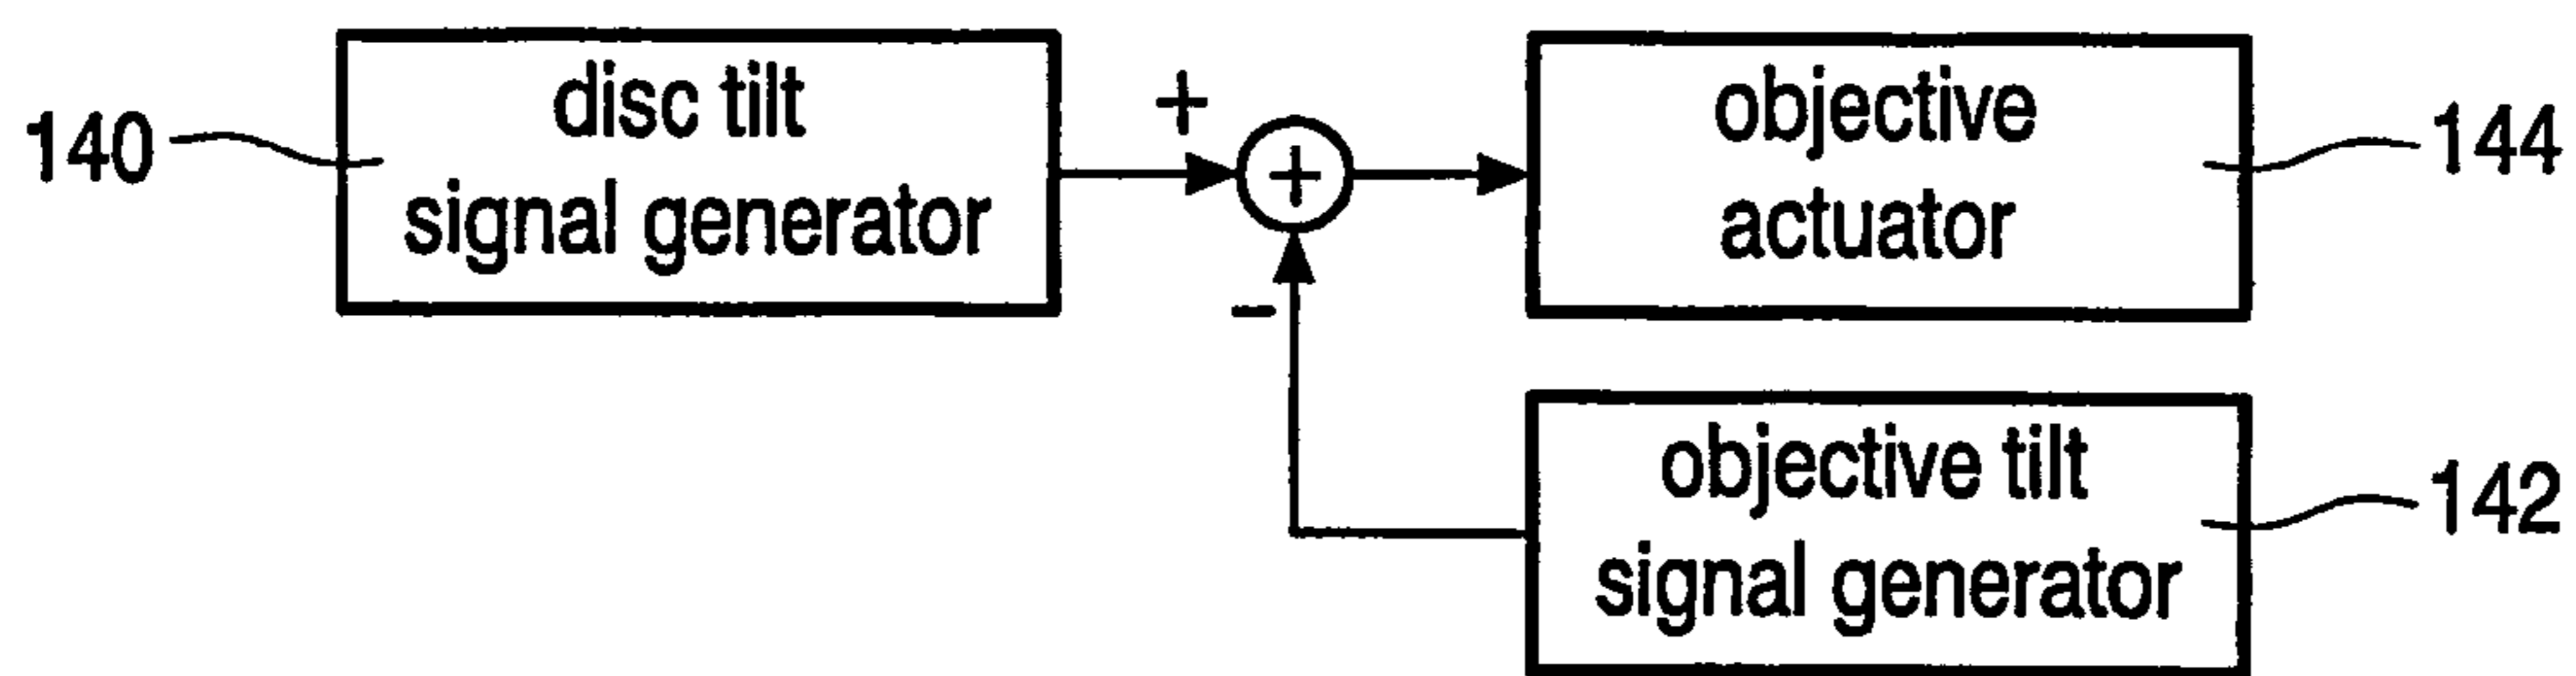 140
disc tilt
signal generator
+
+
-
objective
actuator
144
objective tilt
signal generator
142